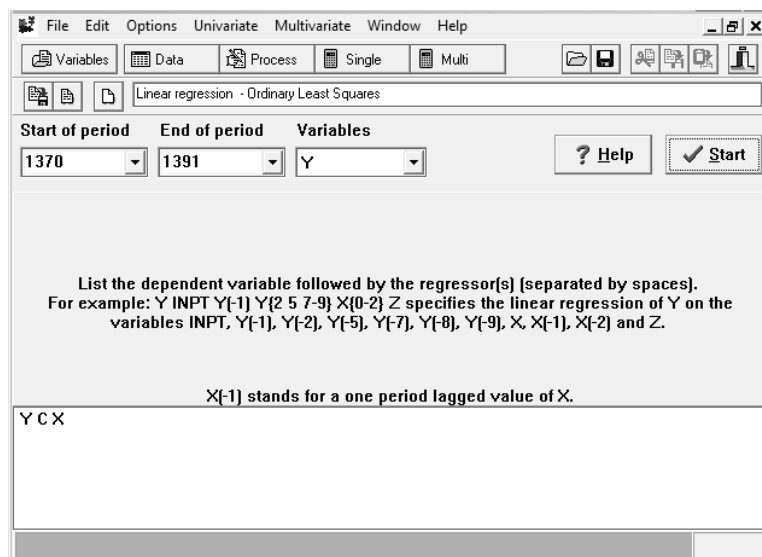 File Edit Options Univariate Multivariate Window Help
Variables Data Process Single Multi
Linear regression - Ordinary Least Squares
Start of period End of period Variables
1370 1391 Y
? Help Start
List the dependent variable followed by the regressor(s) (separated by spaces).
For example: Y INPT Y(-1) Y{2 5 7-9} X{0-2} Z specifies the linear regression of Y on the
variables INPT, Y(-1), Y(-2), Y(-5), Y(-7), Y(-8), Y(-9), X, X(-1), X(-2) and Z.
X(-1) stands for a one period lagged value of X.
Y C X